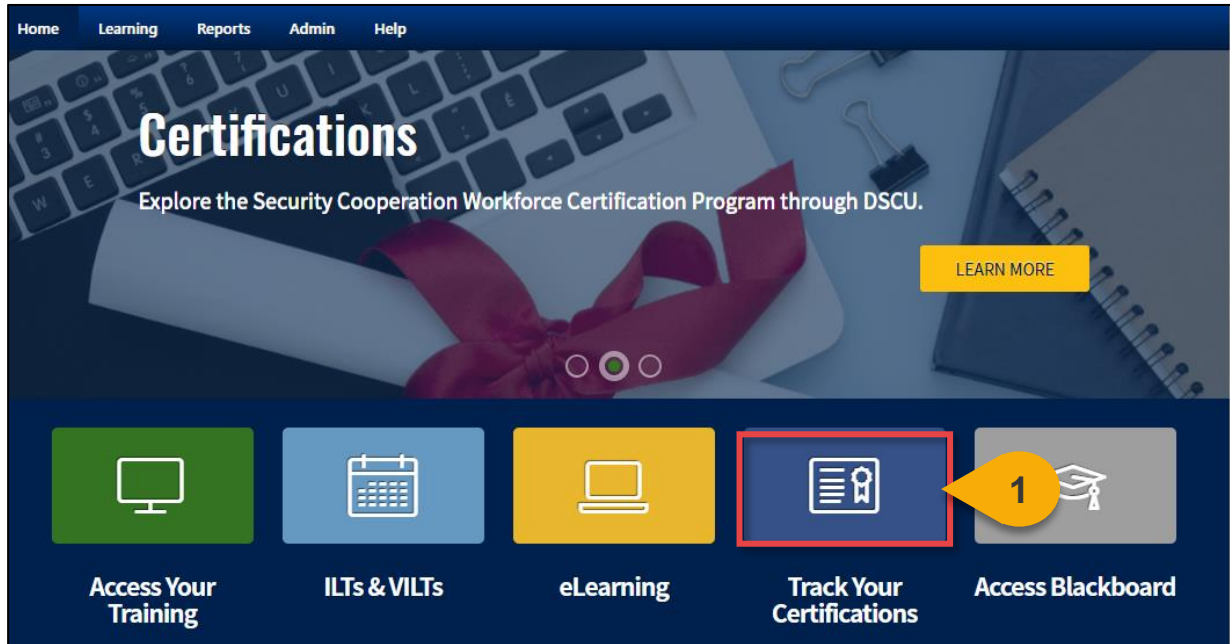 Home Learning Reports Admin Help
Certifications
Explore the Security Cooperation Workforce Certification Program through DSCU.
LEARN MORE
1
Access Your
Training
ILTs & VILTs
eLearning
Track Your
Certifications
Access Blackboard